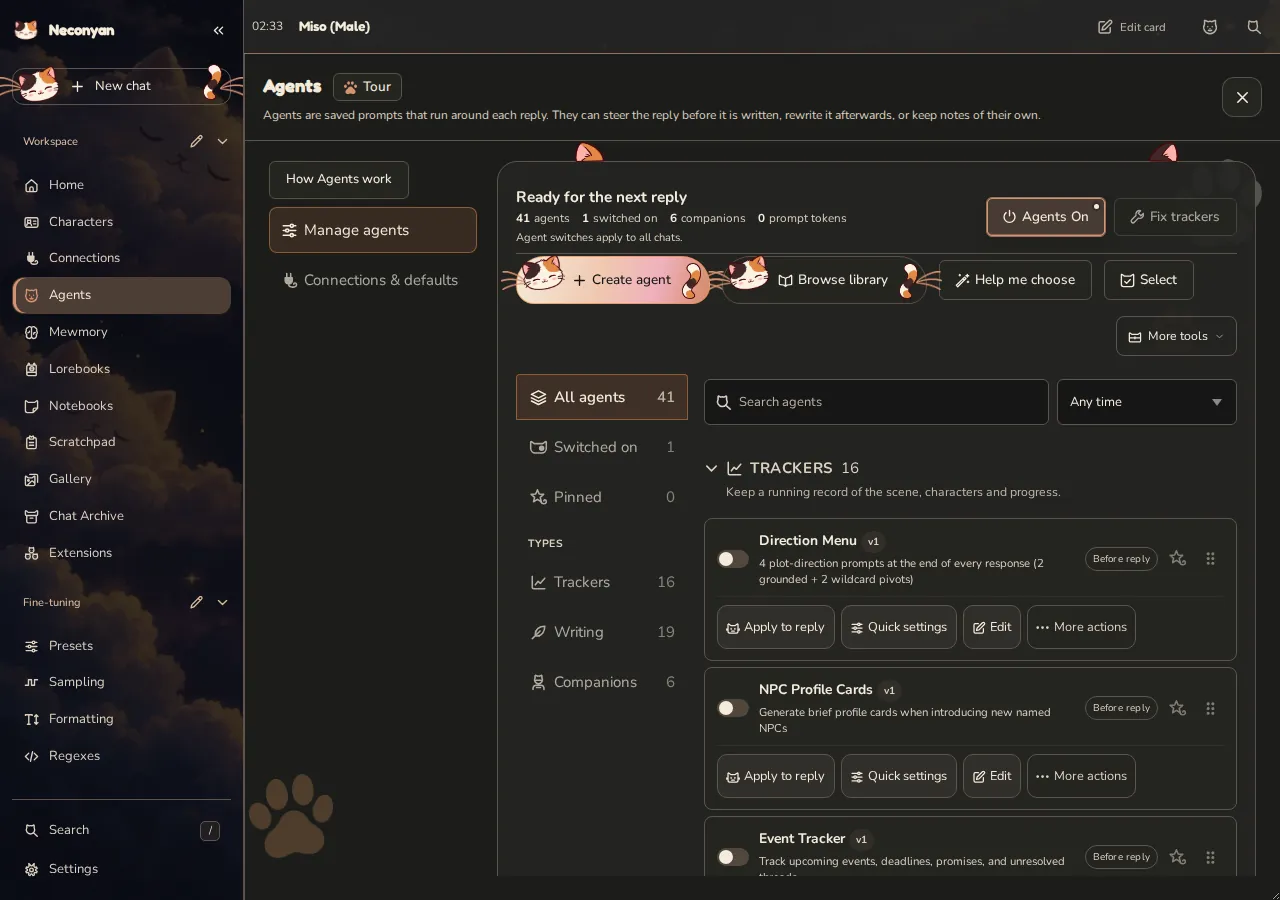 Neconyan
New chat
Workspace
Home
Characters
Connections
Agents
Mewmory
Lorebooks
Notebooks
Scratchpad
Gallery
Chat Archive
Extensions
Fine-tuning
Presets
Sampling
Formatting
Regexes
Search /
Settings
02:33 Miso (Male)
Edit card
Agents Tour
Agents are saved prompts that run around each reply. They can steer the reply before it is written, rewrite it afterwards, or keep notes of their own.
How Agents work
Manage agents
Connections & defaults
Ready for the next reply
41 agents 1 switched on 6 companions 0 prompt tokens
Agent switches apply to all chats.
Agents On Fix trackers
Create agent Browse library Help me choose Select
More tools
All agents 41
Switched on 1
Pinned 0
TYPES
Trackers 16
Writing 19
Companions 6
Search agents Any time
TRACKERS 16
Keep a running record of the scene, characters and progress.
Direction Menu v1
4 plot-direction prompts at the end of every response (2
grounded + 2 wildcard pivots)
Before reply
Apply to reply Quick settings Edit More actions
NPC Profile Cards v1
Generate brief profile cards when introducing new named
NPCs
Before reply
Apply to reply Quick settings Edit More actions
Event Tracker v1
Track upcoming events, deadlines, promises, and unresolved
threads
Before reply